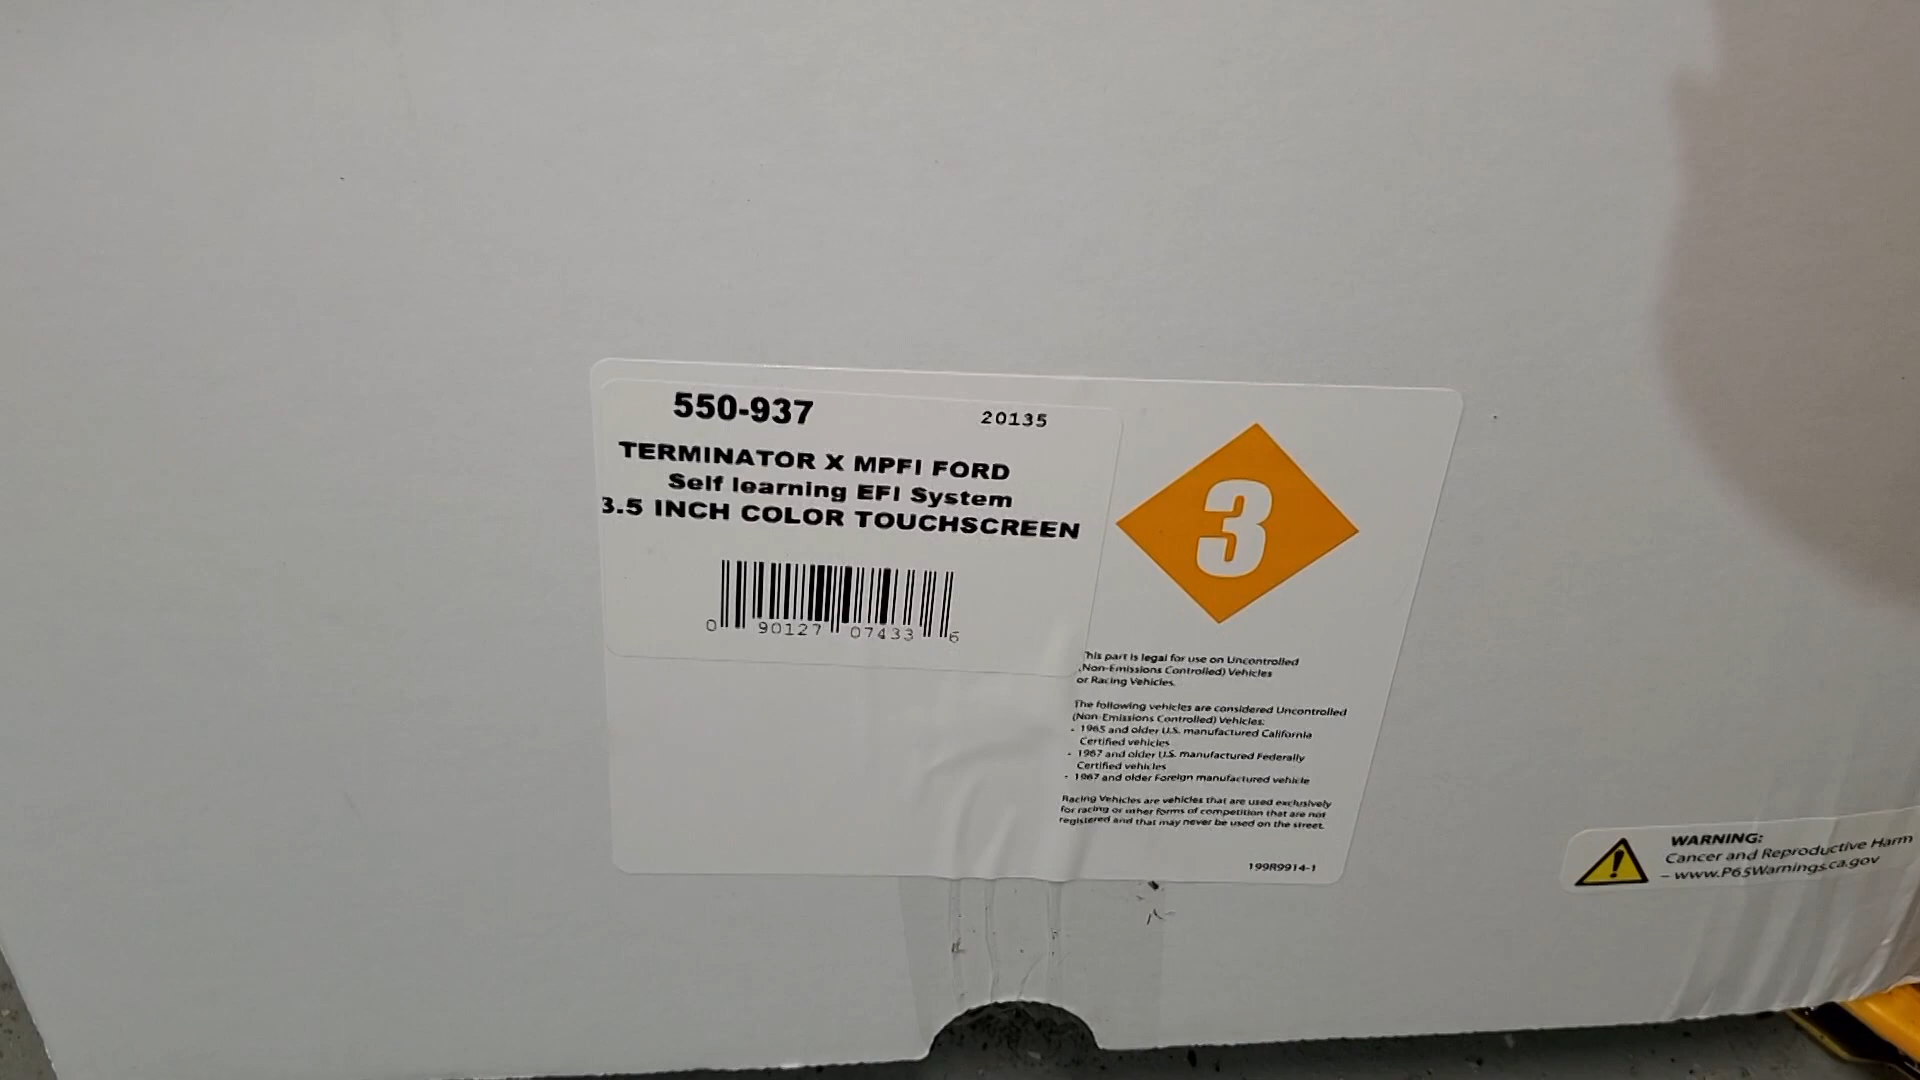 550-937 20135
TERMINATOR X MPFI FORD
Self learning EFI System
3.5 INCH COLOR TOUCHSCREEN
0 90127 07433 6
3
This part is legal for use on Uncontrolled
(Non-Emissions Controlled) Vehicles
or Racing Vehicles.
The following vehicles are considered Uncontrolled
(Non-Emissions Controlled) Vehicles:
- 1965 and older U.S. manufactured California
Certified vehicles
- 1967 and older U.S. manufactured Federally
Certified vehicles
- 1967 and older Foreign manufactured vehicle
Racing Vehicles are vehicles that are used exclusively
for racing or other forms of competition that are not
registered and that may never be used on the street.
199R9914-1
WARNING:
Cancer and Reproductive Harm
– www.P65Warnings.ca.gov